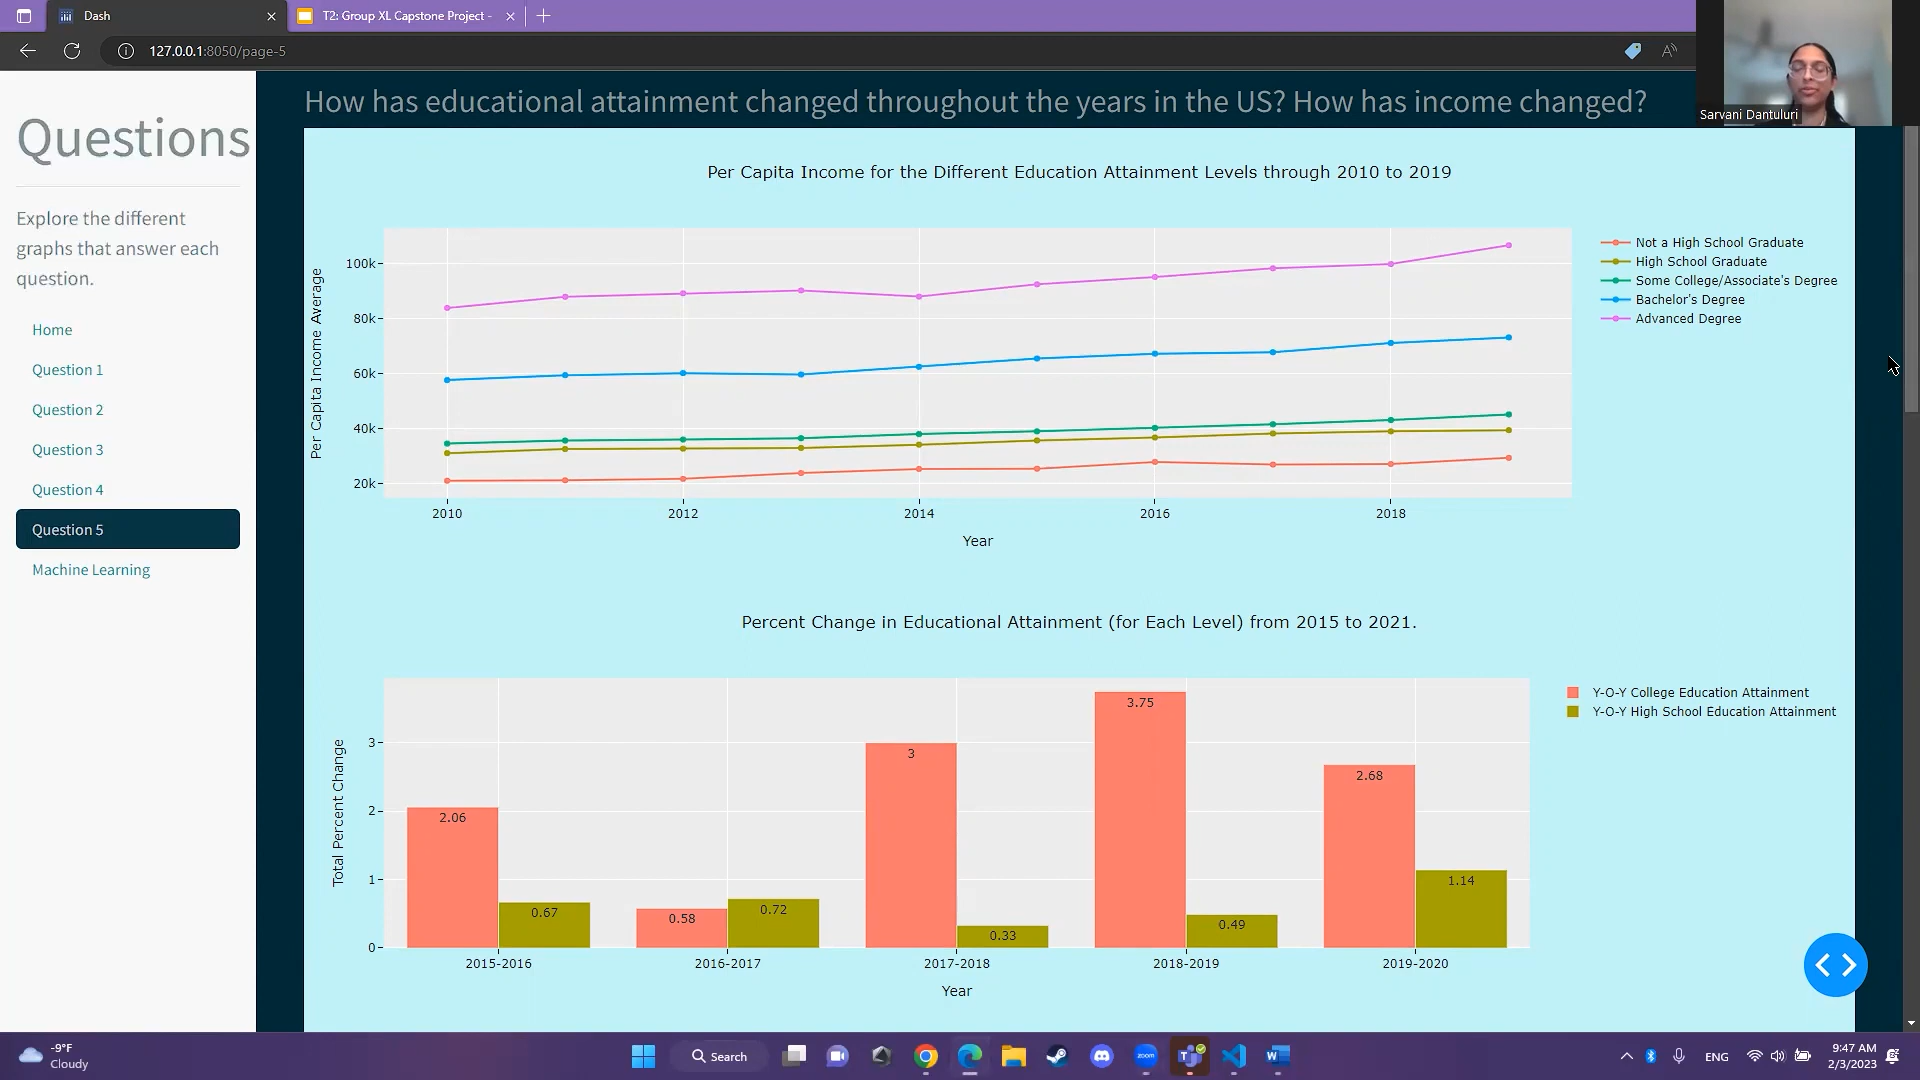 Dash
T2: Group XL Capstone Project -
127.0.0.1:8050/page-5
Sarvani Dantuluri
Questions
Explore the different
graphs that answer each
question.
Home
Question 1
Question 2
Question 3
Question 4
Question 5
Machine Learning
How has educational attainment changed throughout the years in the US? How has income changed?
Per Capita Income for the Different Education Attainment Levels through 2010 to 2019
Per Capita Income Average
100k
80k
60k
40k
20k
2010 2012 2014 2016 2018
Year
Not a High School Graduate
High School Graduate
Some College/Associate's Degree
Bachelor's Degree
Advanced Degree
Percent Change in Educational Attainment (for Each Level) from 2015 to 2021.
Total Percent Change
3
2
1
0
2.06 0.67 0.58 0.72 3 0.33 3.75 0.49 2.68 1.14
2015-2016 2016-2017 2017-2018 2018-2019 2019-2020
Year
Y-O-Y College Education Attainment
Y-O-Y High School Education Attainment
-9°F
Cloudy
Search
zoom
ENG
9:47 AM
2/3/2023